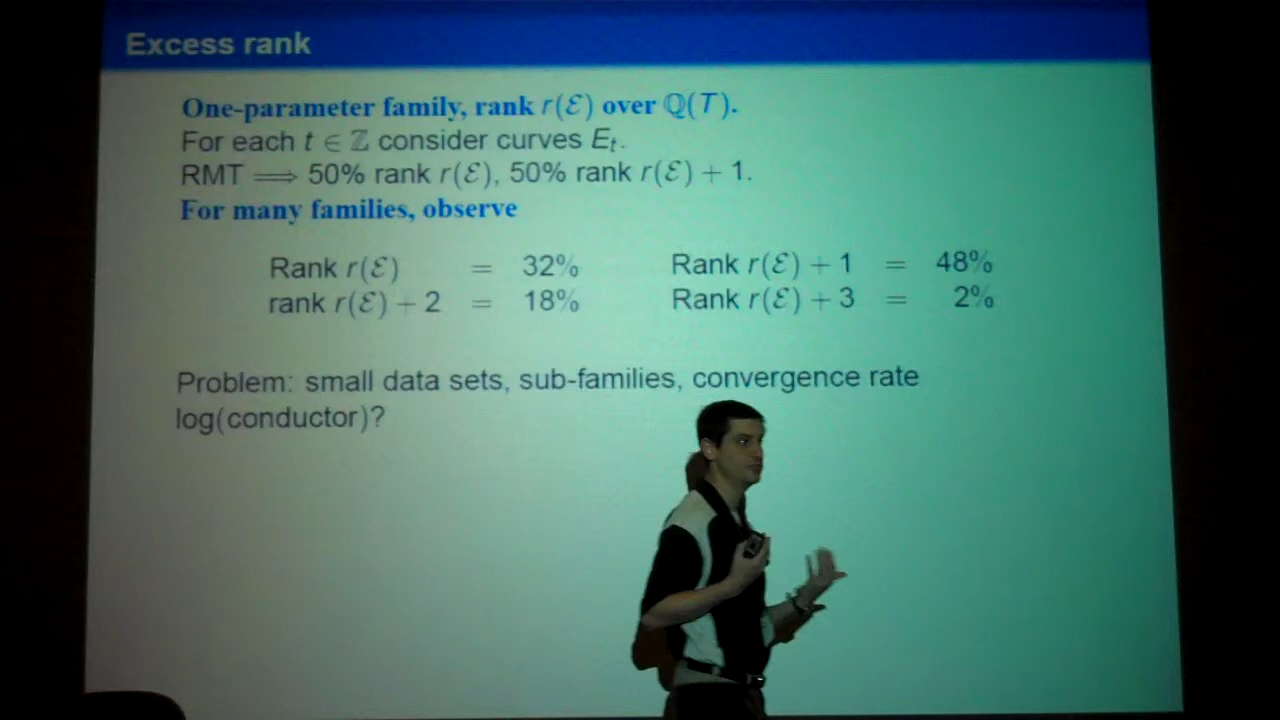 Excess rank
One-parameter family, rank r(ℰ) over ℚ(T).
For each t ∈ ℤ consider curves Eₜ.
RMT ⟹ 50% rank r(ℰ), 50% rank r(ℰ) + 1.
For many families, observe
Rank r(ℰ) = 32% Rank r(ℰ) + 1 = 48%
rank r(ℰ) + 2 = 18% Rank r(ℰ) + 3 = 2%
Problem: small data sets, sub-families, convergence rate
log(conductor)?